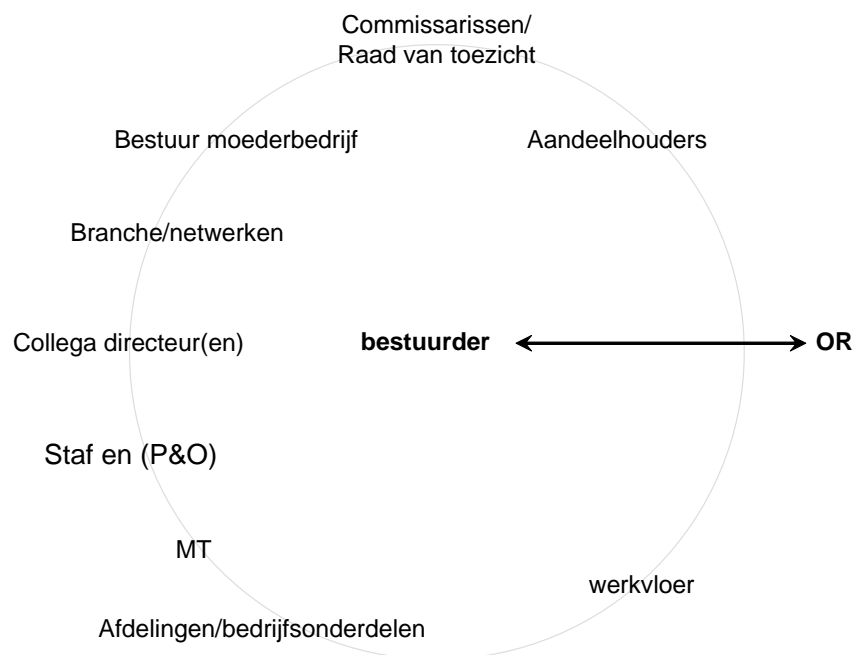 Commissarissen/
Raad van toezicht
Bestuur moederbedrijf
Aandeelhouders
Branche/netwerken
Collega directeur(en)
bestuurder
OR
Staf en (P&O)
MT
werkvloer
Afdelingen/bedrijfsonderdelen